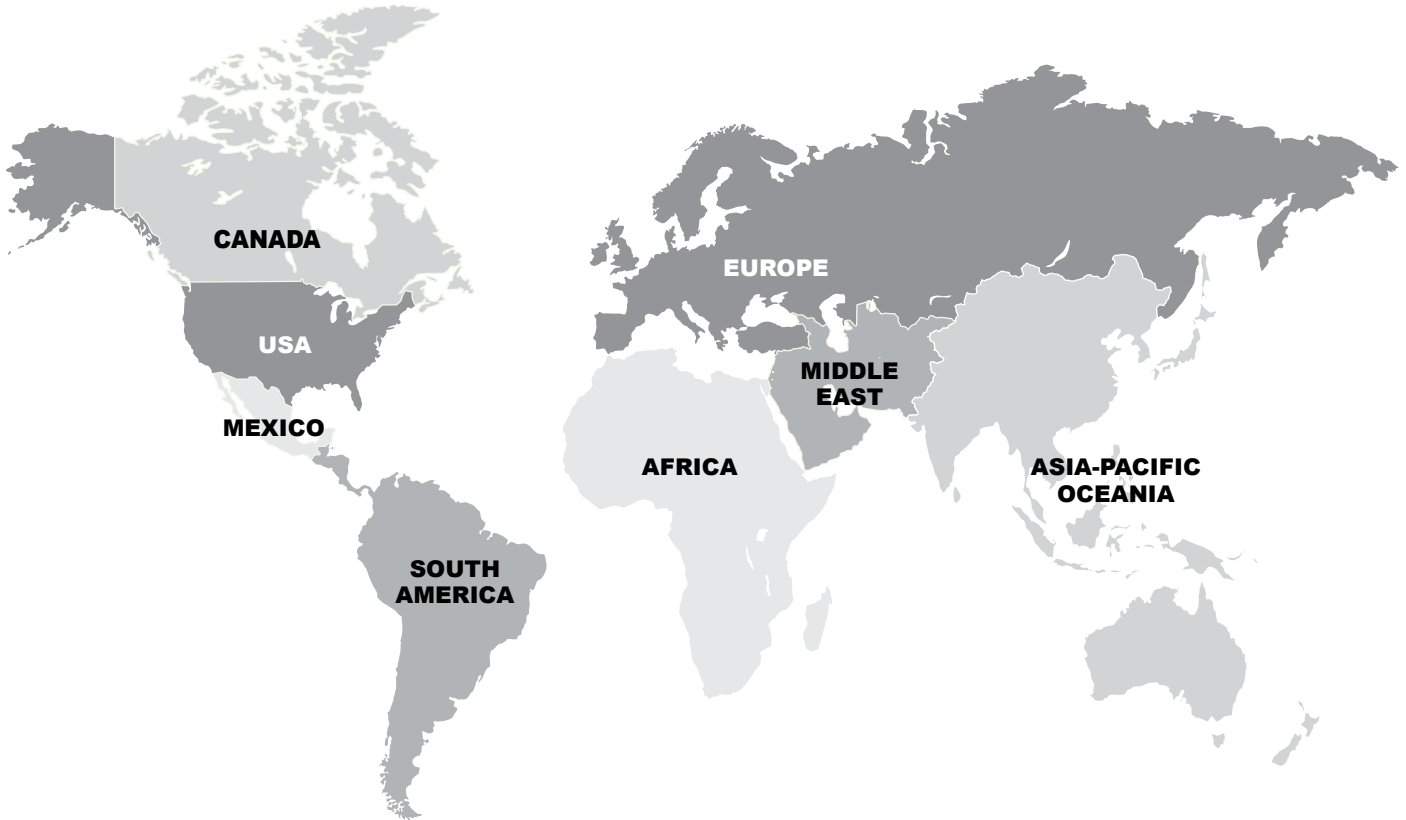 CANADA
EUROPE
USA
MIDDLE
EAST
MEXICO
AFRICA
ASIA-PACIFIC
OCEANIA
SOUTH
AMERICA